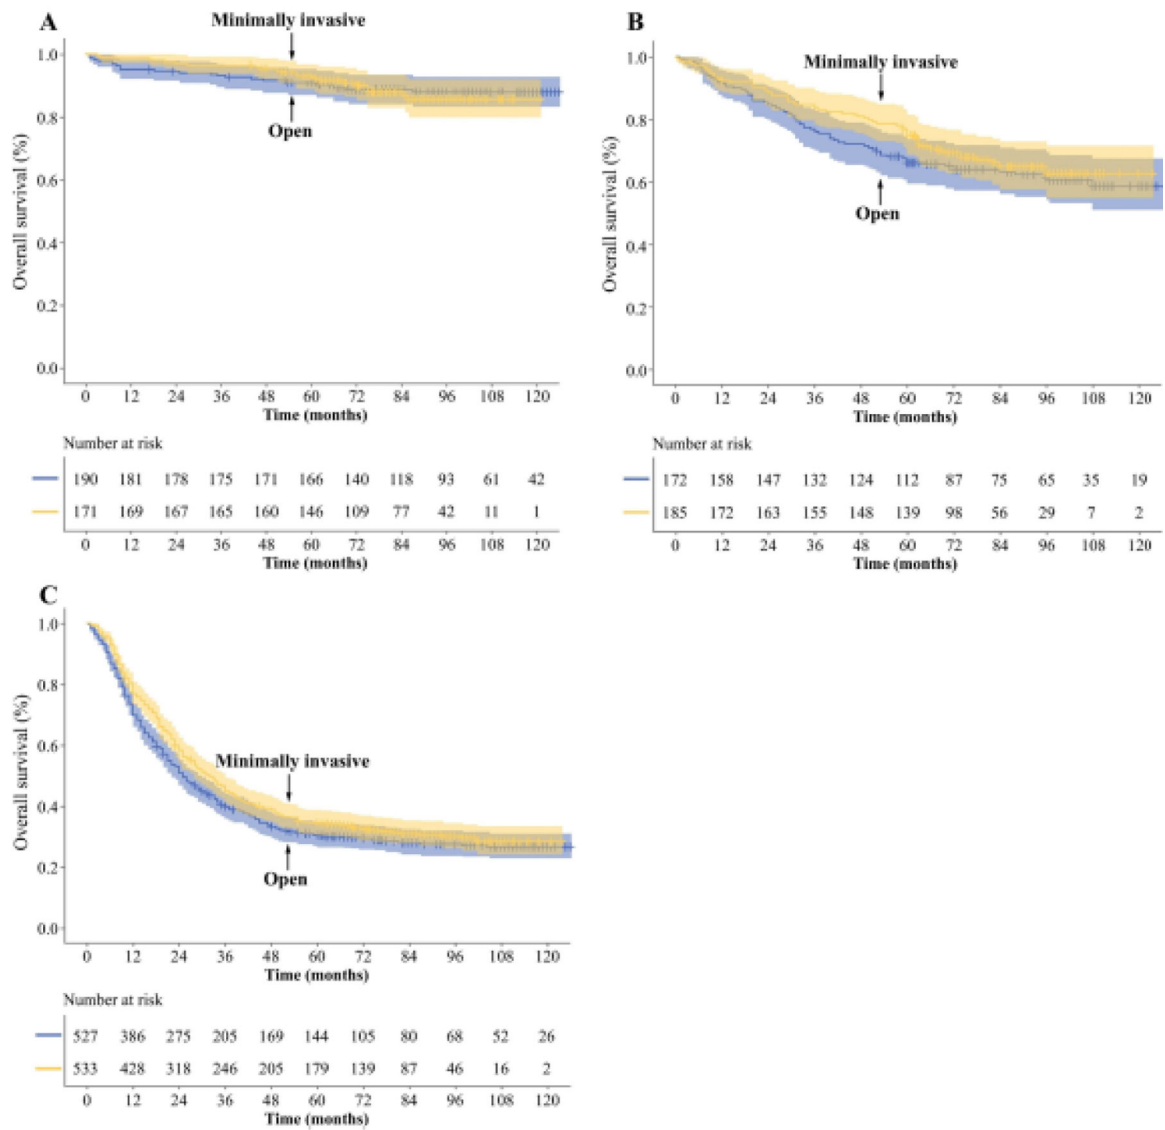 A
Minimally invasive
Open
Overall survival (%)
1.0
0.8
0.6
0.4
0.2
0.0
0 12 24 36 48 60 72 84 96 108 120
Time (months)
Number at risk
190 181 178 175 171 166 140 118 93 61 42
171 169 167 165 160 146 109 77 42 11 1
0 12 24 36 48 60 72 84 96 108 120
Time (months)
B
Minimally invasive
Open
Overall survival (%)
1.0
0.8
0.6
0.4
0.2
0.0
0 12 24 36 48 60 72 84 96 108 120
Time (months)
Number at risk
172 158 147 132 124 112 87 75 65 35 19
185 172 163 155 148 139 98 56 29 7 2
0 12 24 36 48 60 72 84 96 108 120
Time (months)
C
Minimally invasive
Open
Overall survival (%)
1.0
0.8
0.6
0.4
0.2
0.0
0 12 24 36 48 60 72 84 96 108 120
Time (months)
Number at risk
527 386 275 205 169 144 105 80 68 52 26
533 428 318 246 205 179 139 87 46 16 2
0 12 24 36 48 60 72 84 96 108 120
Time (months)